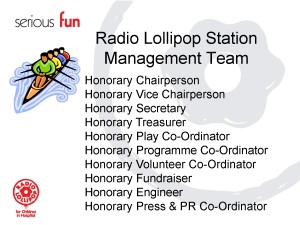 serious fun
Radio Lollipop Station
Management Team
Honorary Chairperson
Honorary Vice Chairperson
Honorary Secretary
Honorary Treasurer
Honorary Play Co-Ordinator
Honorary Programme Co-Ordinator
Honorary Volunteer Co-Ordinator
Honorary Fundraiser
Honorary Engineer
Honorary Press & PR Co-Ordinator
RADIO
LOLLIPOP
for Children
in Hospital